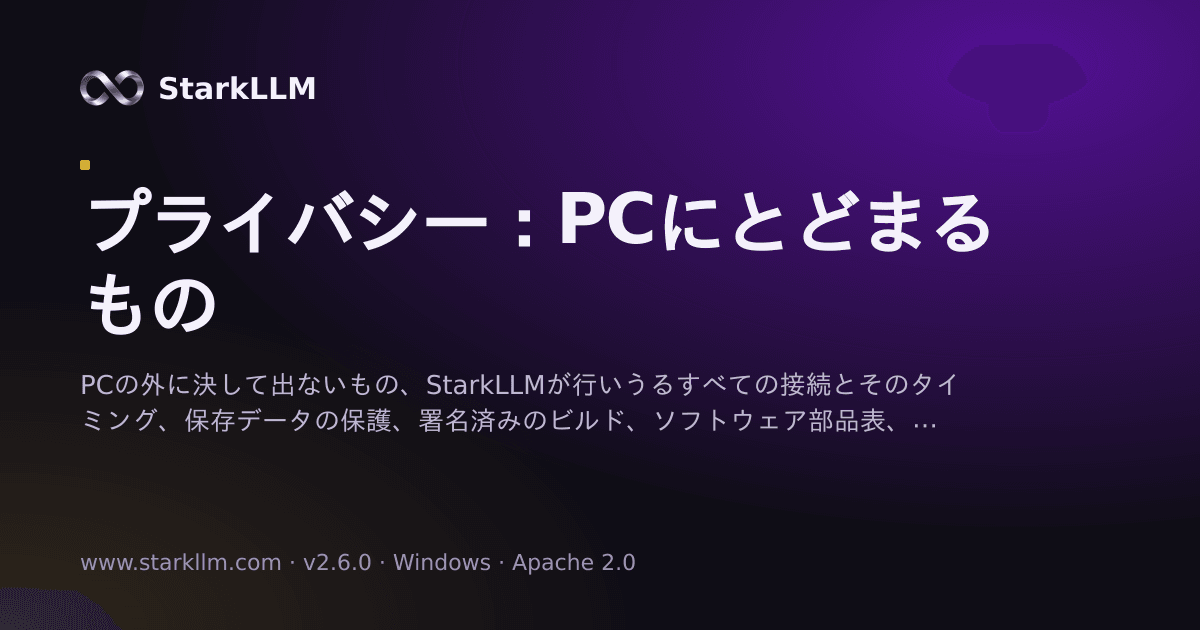 StarkLLM
プライバシー：PCにとどまる
もの
PCの外に決して出ないもの、StarkLLMが行いうるすべての接続とそのタイ
ミング、保存データの保護、署名済みのビルド、ソフトウェア部品表、…
www.starkllm.com · v2.6.0 · Windows · Apache 2.0